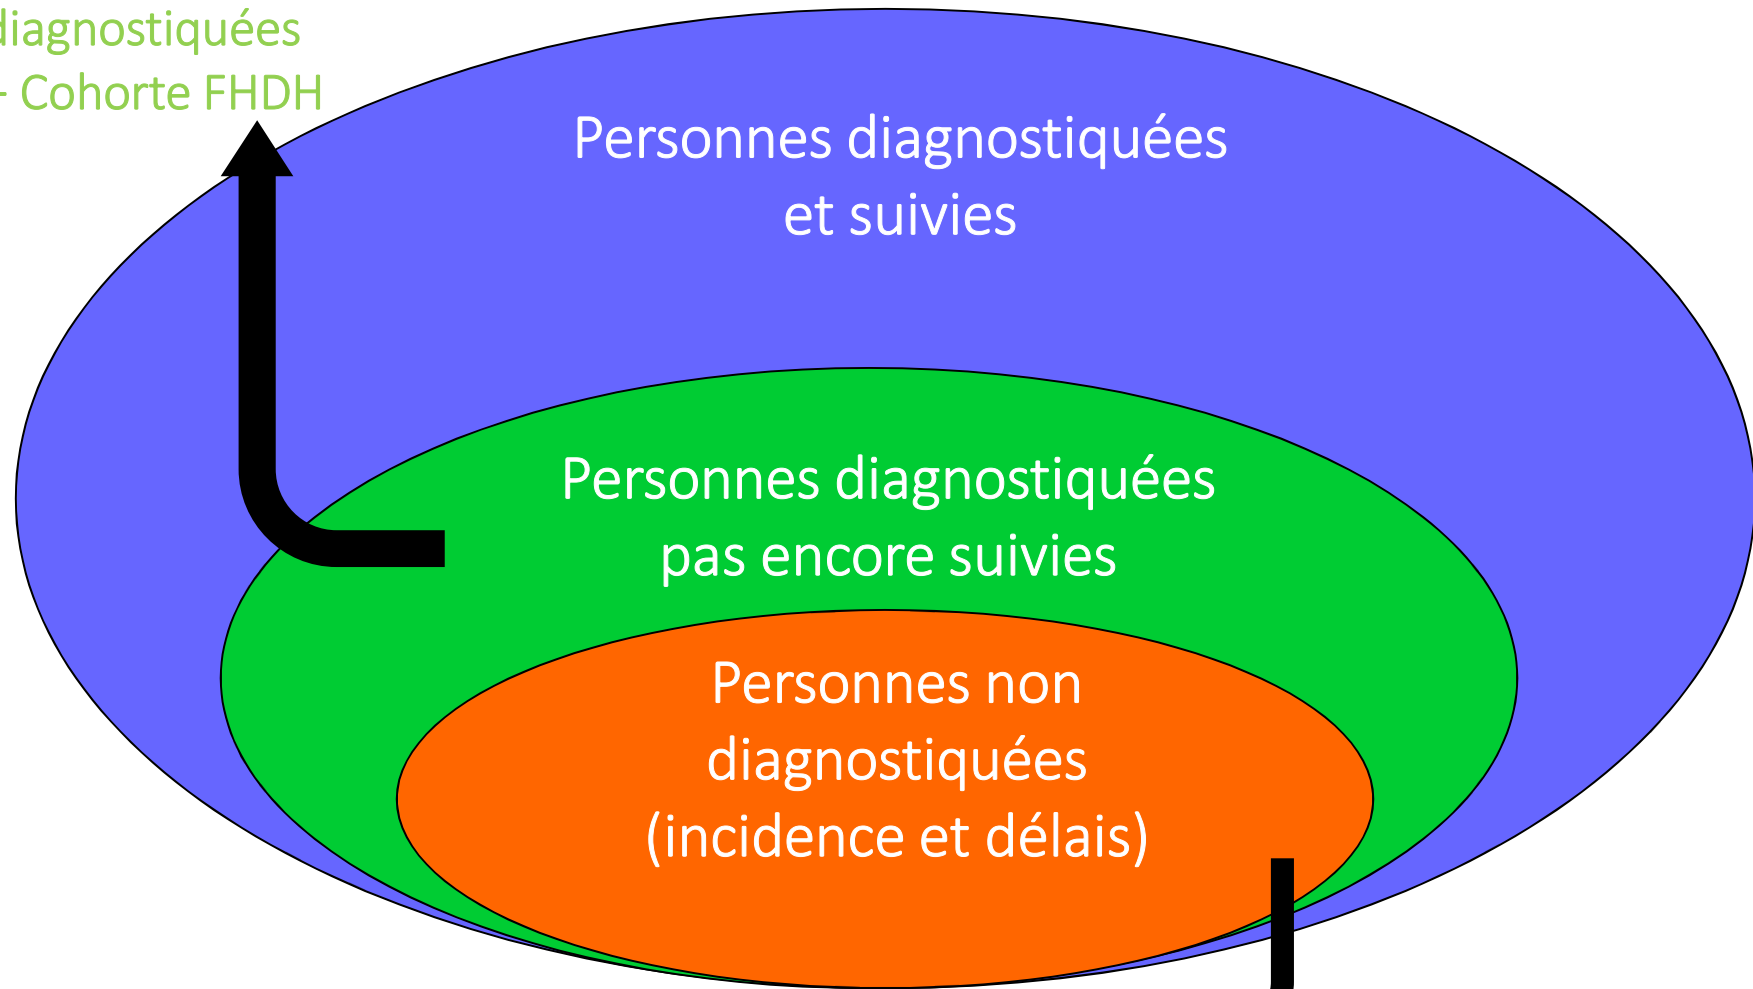 diagnostiquées
- Cohorte FHDH
Personnes diagnostiquées
et suivies
Personnes diagnostiquées
pas encore suivies
Personnes non
diagnostiquées
(incidence et délais)